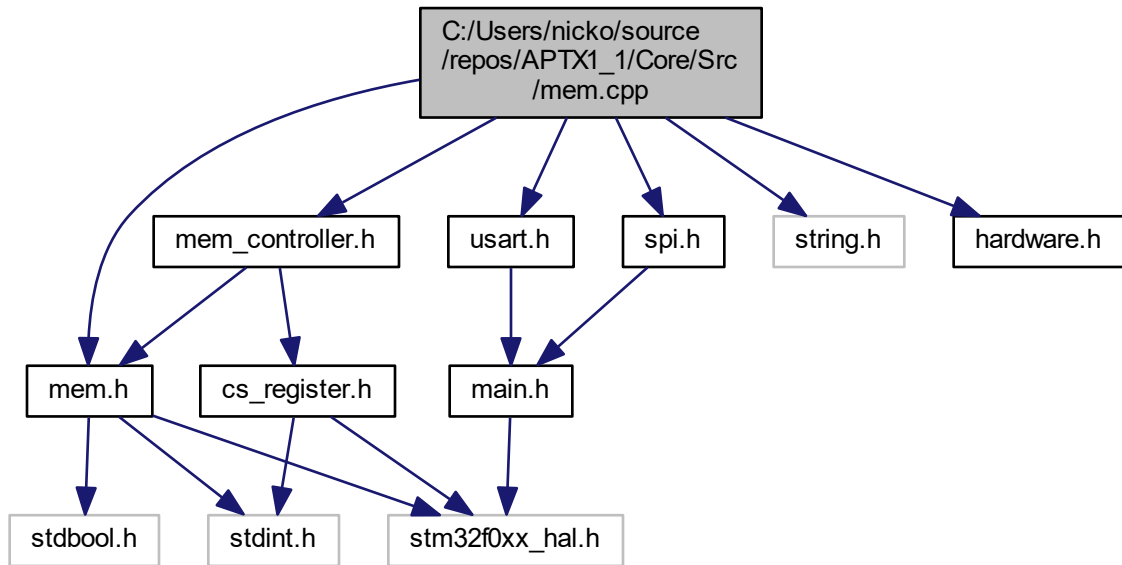 C:/Users/nicko/source
/repos/APTX1_1/Core/Src
/mem.cpp
mem_controller.h
usart.h
spi.h
string.h
hardware.h
mem.h
cs_register.h
main.h
stdbool.h
stdint.h
stm32f0xx_hal.h